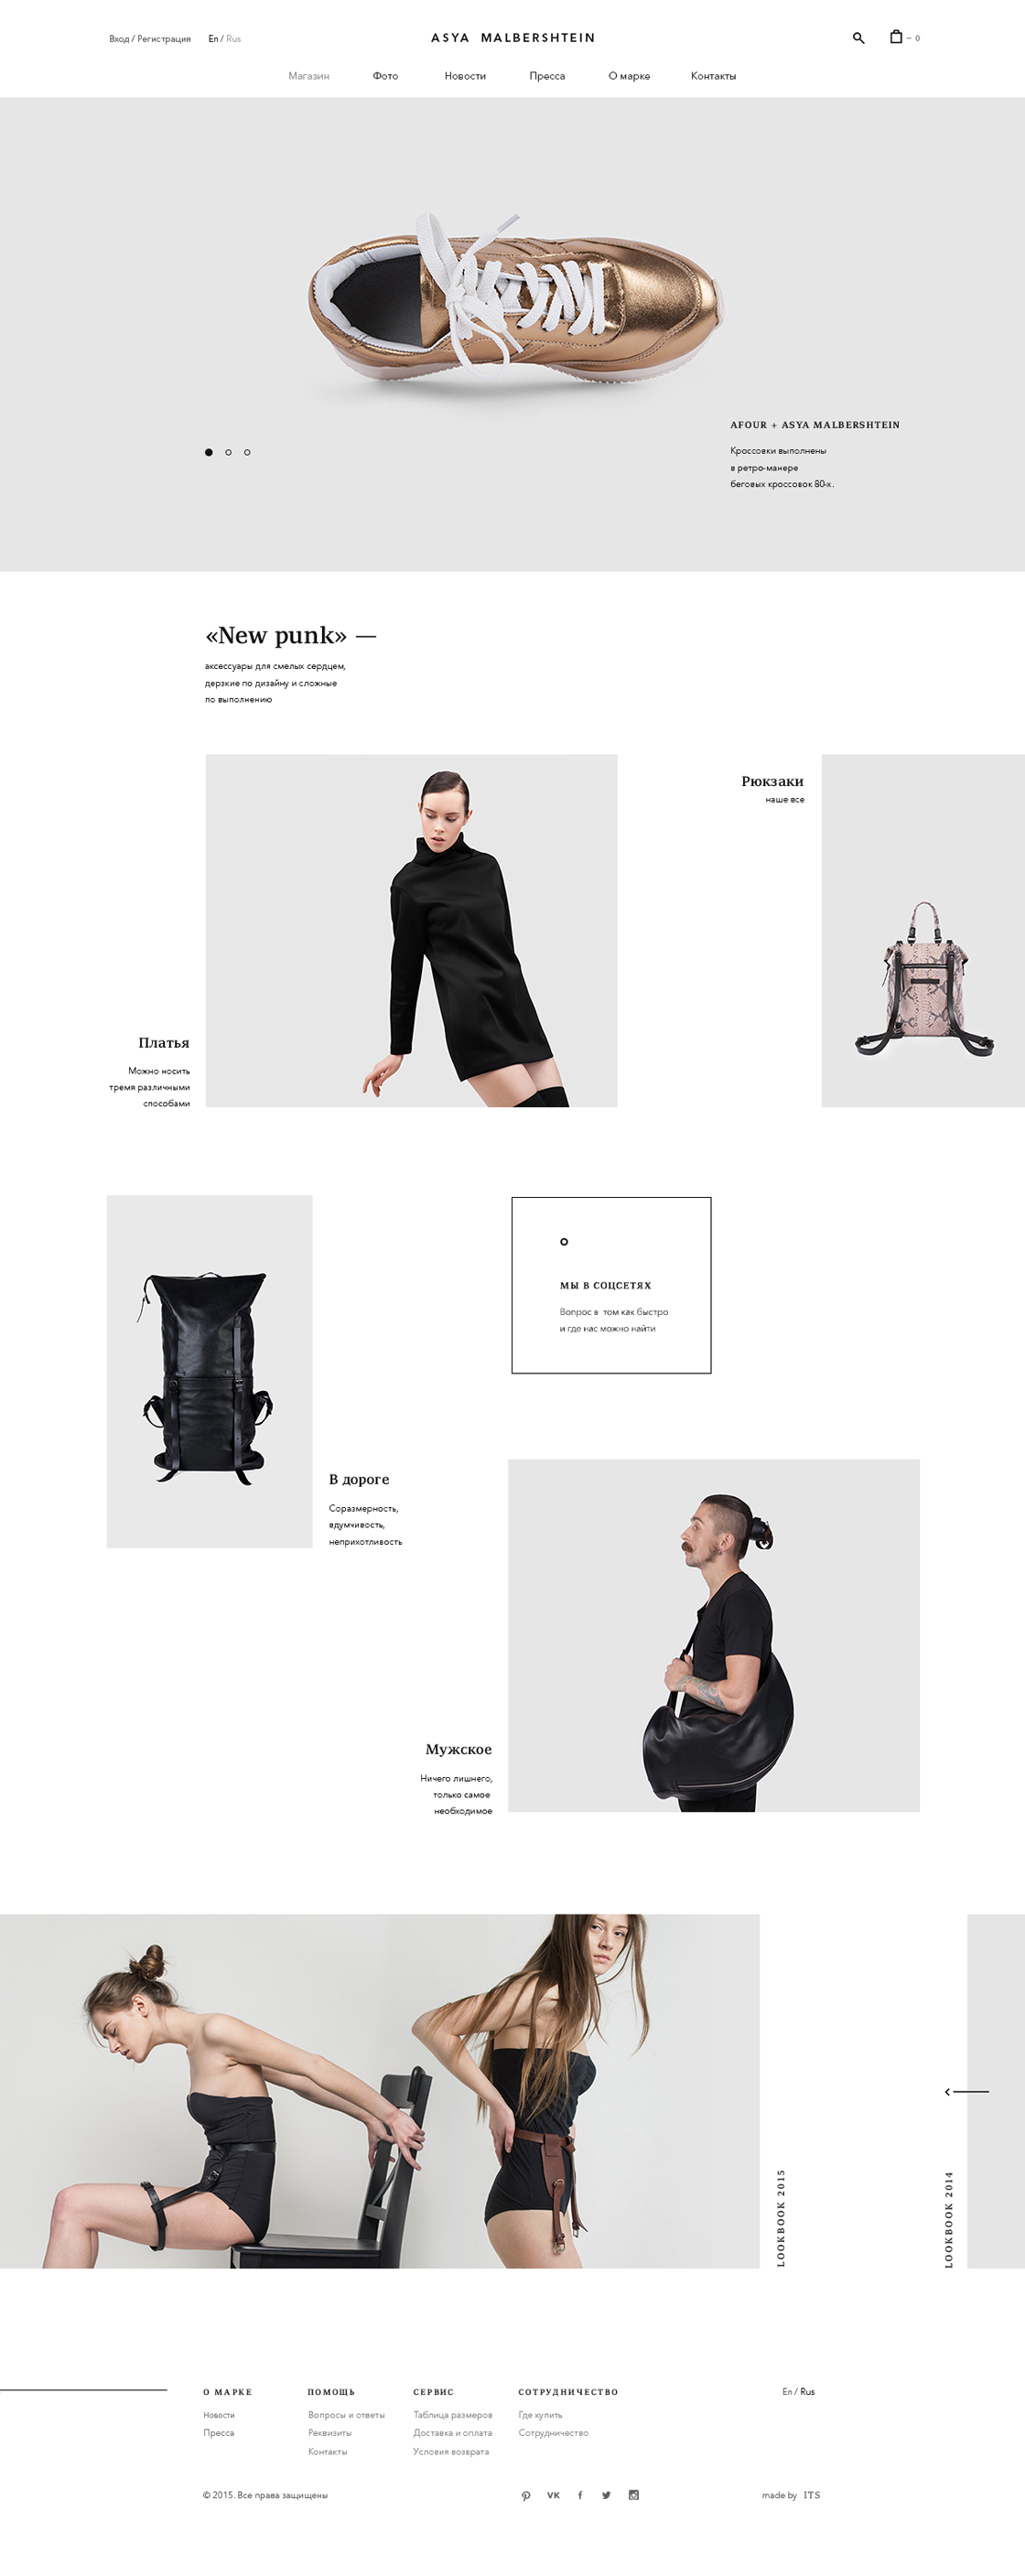 Вход / Регистрация
En / Rus
ASYA MALBERSHTEIN
– 0
Магазин
Фото
Новости
Пресса
О марке
Контакты
AFOUR + ASYA MALBERSHTEIN
Кроссовки выполнены
в ретро-манере
беговых кроссовок 80-х.
«New punk» —
аксессуары для смелых сердцем,
дерзкие по дизайну и сложные
по выполнению
Рюкзаки
наше все
Платья
Можно носить
тремя различными
способами
МЫ В СОЦСЕТЯХ
Вопрос в том как быстро
и где нас можно найти
В дороге
Соразмерность,
вдумчивость,
неприхотливость
Мужское
Ничего лишнего,
только самое
необходимое
LOOKBOOK 2015
LOOKBOOK 2014
О МАРКЕ
Новости
Пресса
ПОМОЩЬ
Вопросы и ответы
Реквизиты
Контакты
СЕРВИС
Таблица размеров
Доставка и оплата
Условия возврата
СОТРУДНИЧЕСТВО
Где купить
Сотрудничество
En / Rus
© 2015. Все права защищены
VK
made by ITS